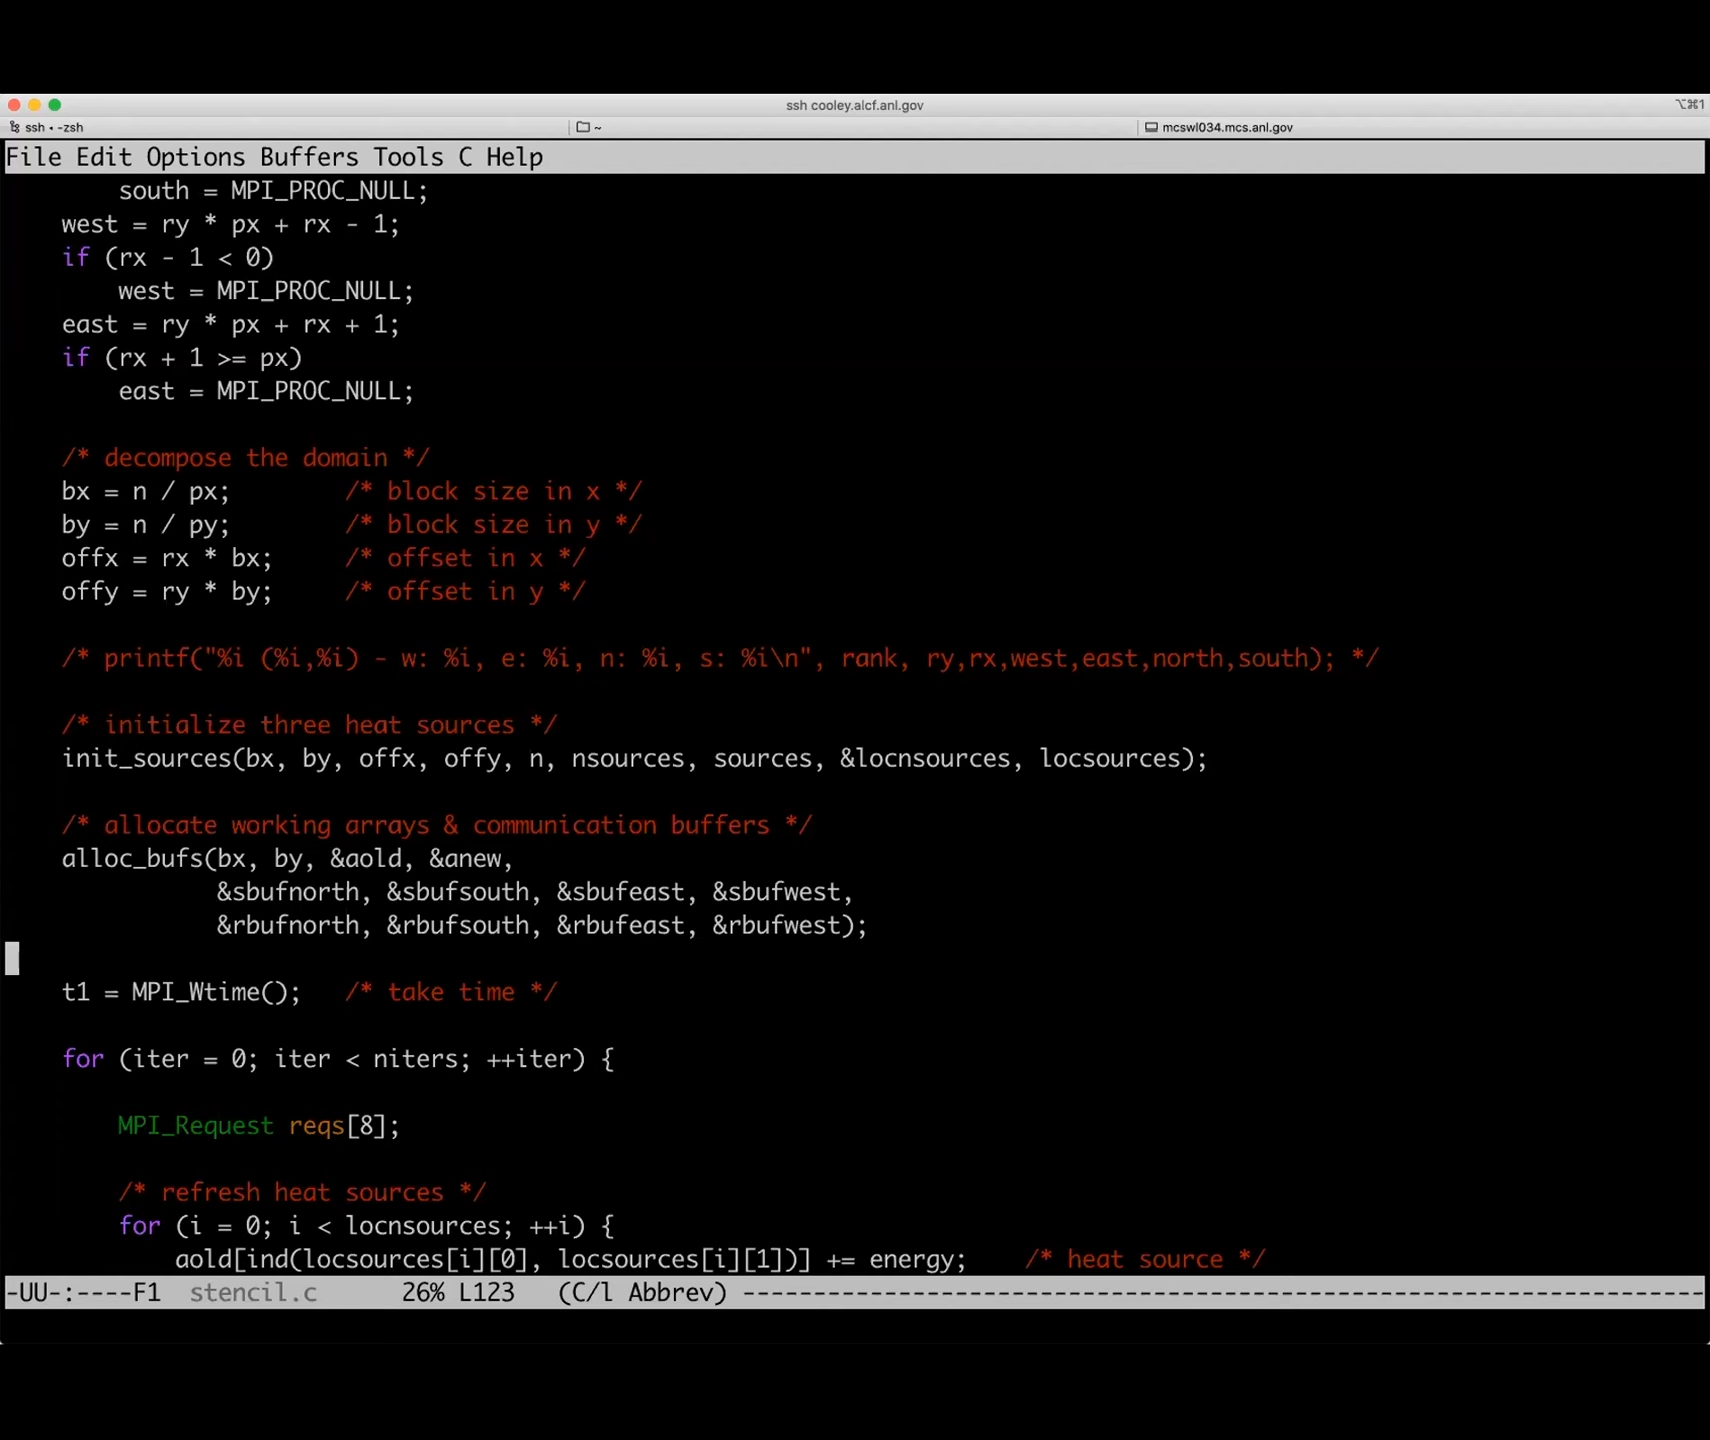 ssh cooley.alcf.anl.gov
⌥⌘1
ssh • -zsh
~
mcswl034.mcs.anl.gov
File Edit Options Buffers Tools C Help
        south = MPI_PROC_NULL;
    west = ry * px + rx - 1;
    if (rx - 1 < 0)
        west = MPI_PROC_NULL;
    east = ry * px + rx + 1;
    if (rx + 1 >= px)
        east = MPI_PROC_NULL;

    /* decompose the domain */
    bx = n / px;        /* block size in x */
    by = n / py;        /* block size in y */
    offx = rx * bx;     /* offset in x */
    offy = ry * by;     /* offset in y */

    /* printf("%i (%i,%i) - w: %i, e: %i, n: %i, s: %i\n", rank, ry,rx,west,east,north,south); */

    /* initialize three heat sources */
    init_sources(bx, by, offx, offy, n, nsources, sources, &locnsources, locsources);

    /* allocate working arrays & communication buffers */
    alloc_bufs(bx, by, &aold, &anew,
               &sbufnorth, &sbufsouth, &sbufeast, &sbufwest,
               &rbufnorth, &rbufsouth, &rbufeast, &rbufwest);

    t1 = MPI_Wtime();   /* take time */

    for (iter = 0; iter < niters; ++iter) {

        MPI_Request reqs[8];

        /* refresh heat sources */
        for (i = 0; i < locnsources; ++i) {
            aold[ind(locsources[i][0], locsources[i][1])] += energy;    /* heat source */
-UU-:----F1  stencil.c      26% L123   (C/l Abbrev) --------------------------------------------------------------------